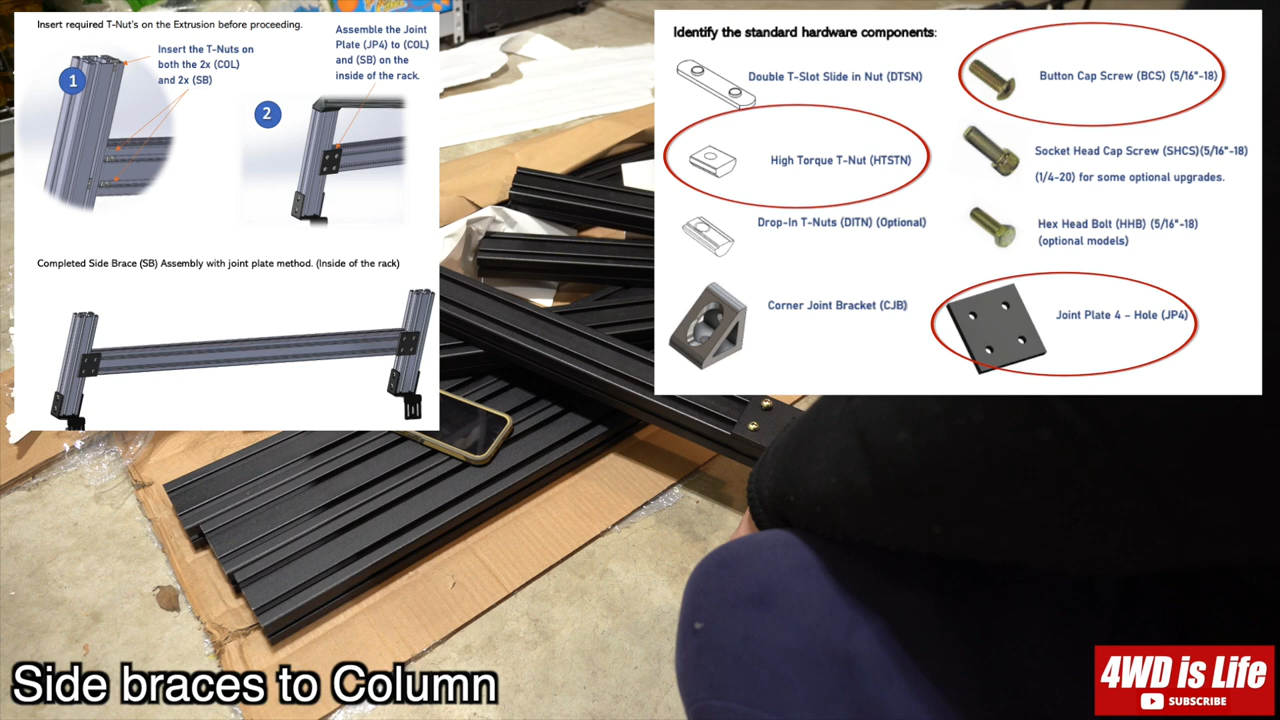 Insert required T-Nut's on the Extrusion before proceeding.
Insert the T-Nuts on
both the 2x (COL)
and 2x (SB)
1
Assemble the Joint
Plate (JP4) to (COL)
and (SB) on the
inside of the rack.
2
Completed Side Brace (SB) Assembly with joint plate method. (Inside of the rack)
Identify the standard hardware components:
Double T-Slot Slide in Nut (DTSN)
Button Cap Screw (BCS) (5/16"-18)
High Torque T-Nut (HTSTN)
Socket Head Cap Screw (SHCS)(5/16"-18)
(1/4-20) for some optional upgrades.
Drop-In T-Nuts (DITN) (Optional)
Hex Head Bolt (HHB) (5/16"-18)
(optional models)
Corner Joint Bracket (CJB)
Joint Plate 4 – Hole (JP4)
Side braces to Column
4WD is Life
SUBSCRIBE